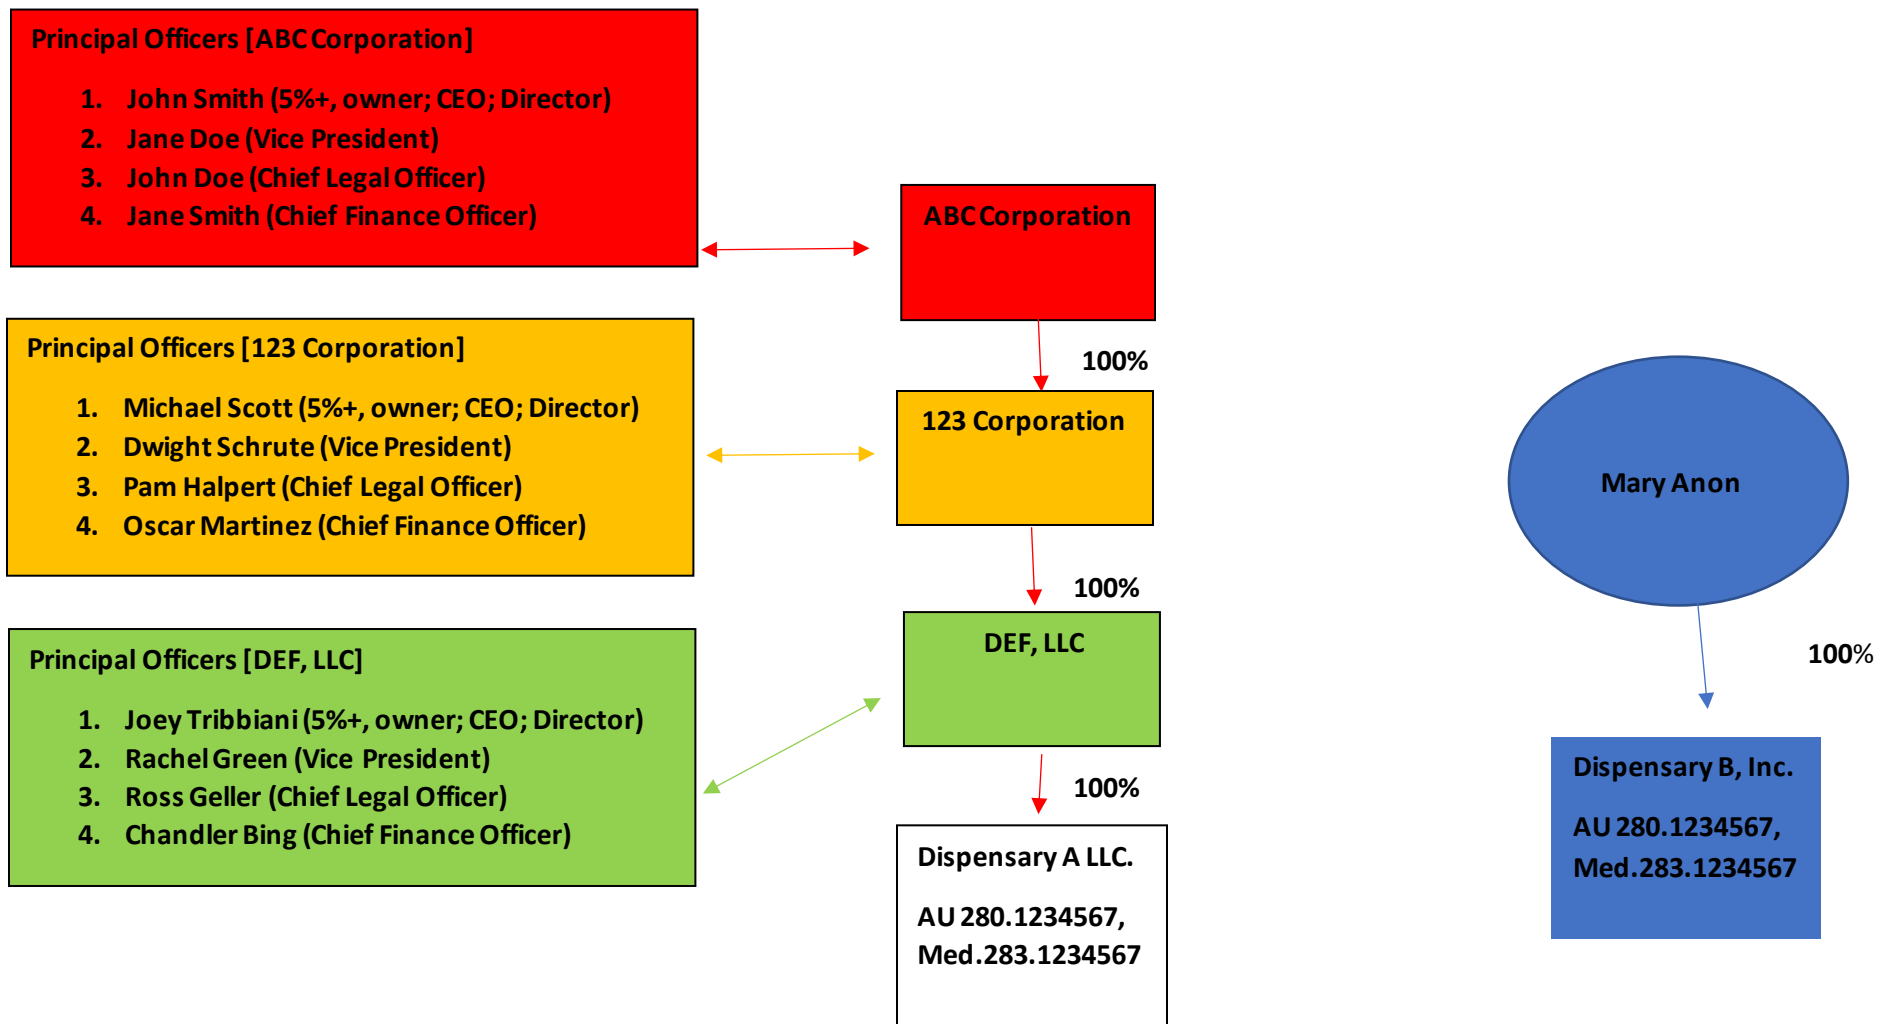 Principal Officers [ABC Corporation]
1. John Smith (5%+, owner; CEO; Director)
2. Jane Doe (Vice President)
3. John Doe (Chief Legal Officer)
4. Jane Smith (Chief Finance Officer)
ABC Corporation
100%
Principal Officers [123 Corporation]
1. Michael Scott (5%+, owner; CEO; Director)
2. Dwight Schrute (Vice President)
3. Pam Halpert (Chief Legal Officer)
4. Oscar Martinez (Chief Finance Officer)
123 Corporation
100%
Principal Officers [DEF, LLC]
1. Joey Tribbiani (5%+, owner; CEO; Director)
2. Rachel Green (Vice President)
3. Ross Geller (Chief Legal Officer)
4. Chandler Bing (Chief Finance Officer)
DEF, LLC
100%
Dispensary A LLC.
AU 280.1234567,
Med.283.1234567
Mary Anon
100%
Dispensary B, Inc.
AU 280.1234567,
Med.283.1234567